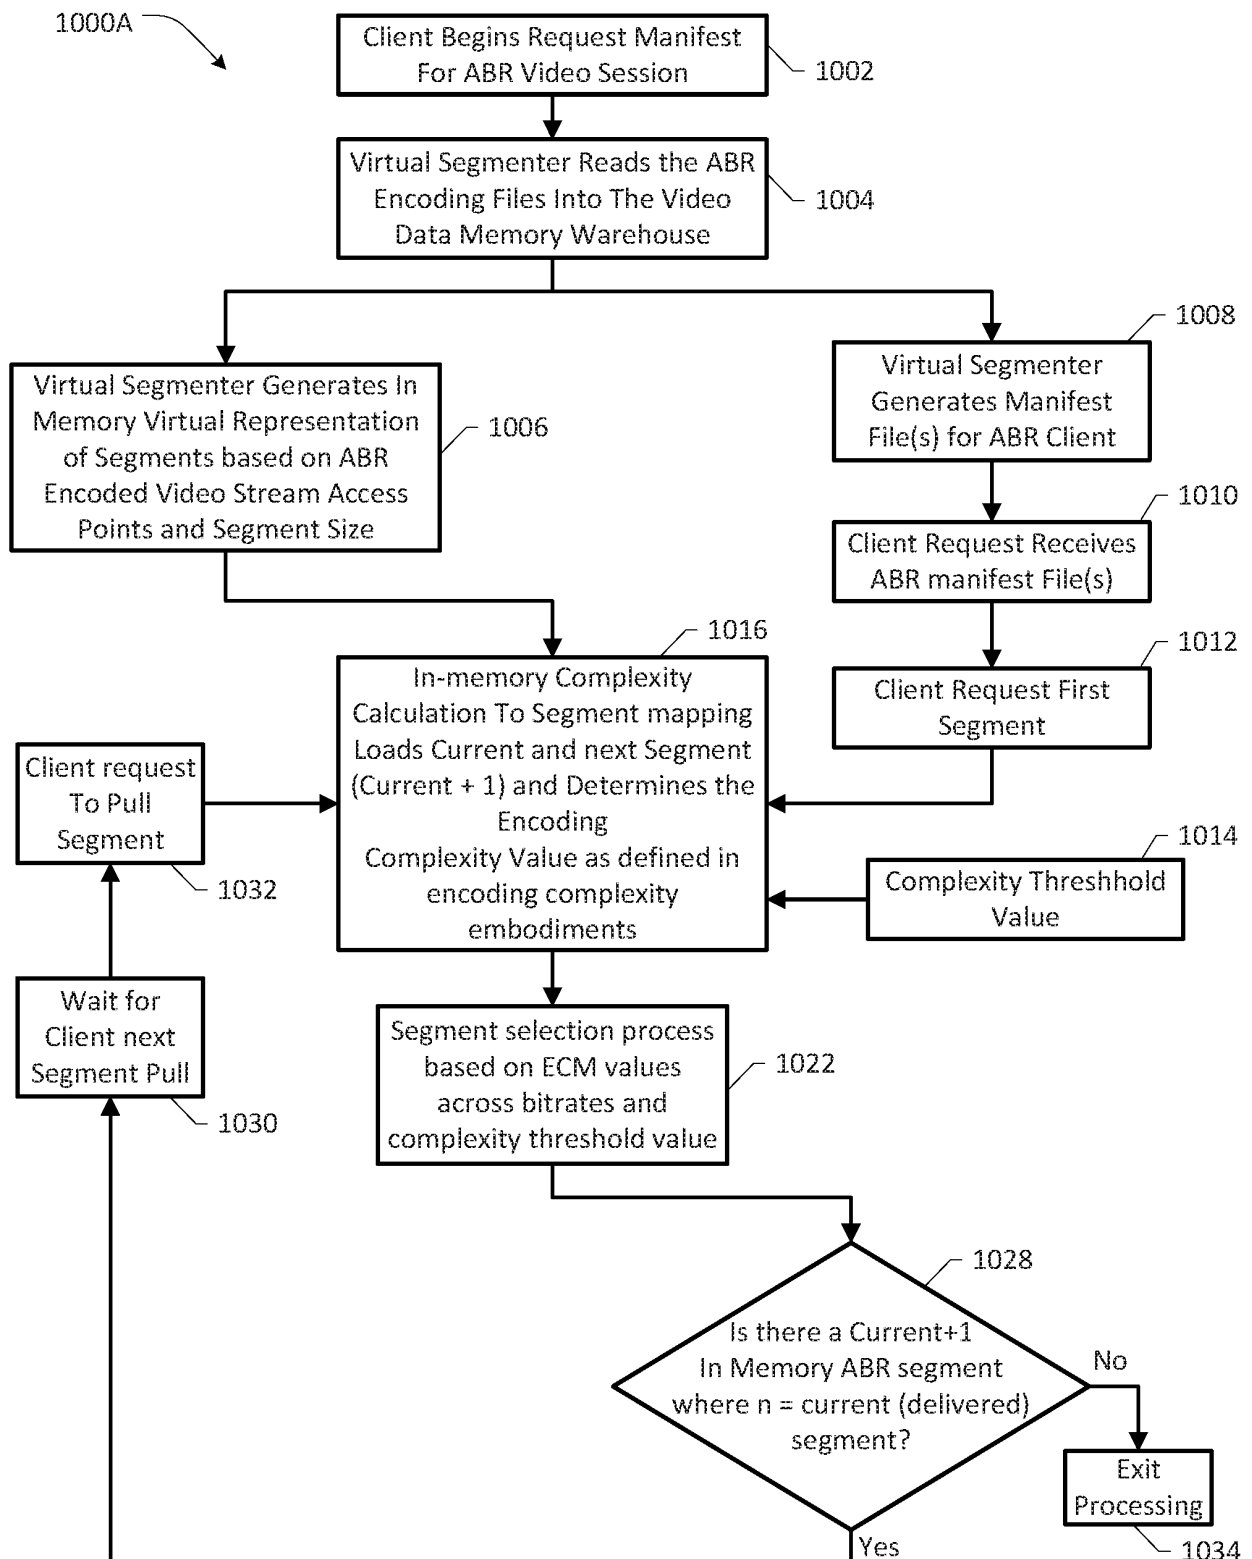 1000A
Client Begins Request Manifest
For ABR Video Session
1002
Virtual Segmenter Reads the ABR
Encoding Files Into The Video
Data Memory Warehouse
1004
Virtual Segmenter Generates In
Memory Virtual Representation
of Segments based on ABR
Encoded Video Stream Access
Points and Segment Size
1006
1008
Virtual Segmenter
Generates Manifest
File(s) for ABR Client
1010
Client Request Receives
ABR manifest File(s)
1012
Client Request First
Segment
1014
Complexity Threshhold
Value
1016
In-memory Complexity
Calculation To Segment mapping
Loads Current and next Segment
(Current + 1) and Determines the
Encoding
Complexity Value as defined in
encoding complexity
embodiments
Client request
To Pull
Segment
1032
Wait for
Client next
Segment Pull
1030
Segment selection process
based on ECM values
across bitrates and
complexity threshold value
1022
1028
Is there a Current+1
In Memory ABR segment
where n = current (delivered)
segment?
No
Exit
Processing
1034
Yes